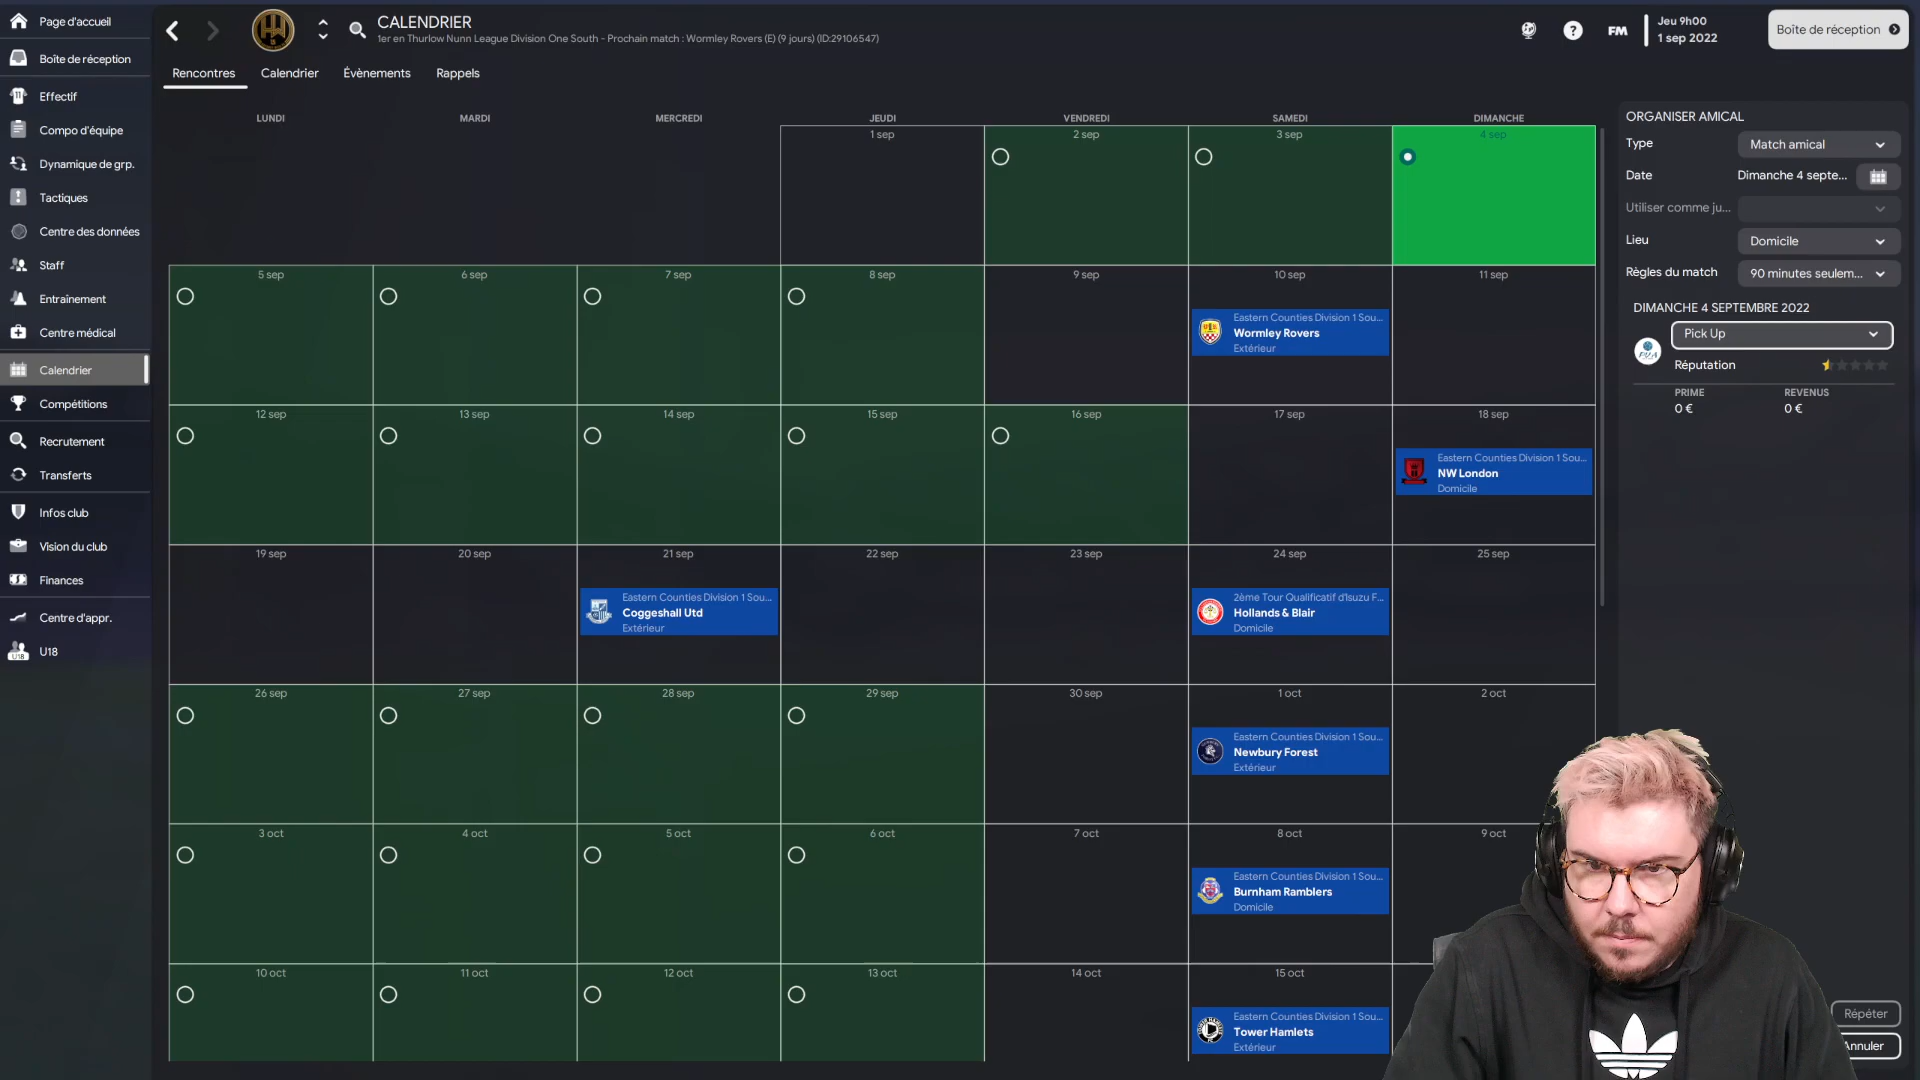 Page d'accueil
Boîte de réception
Effectif
Compo d'équipe
Dynamique de grp.
Tactiques
Centre des données
Staff
Entraînement
Centre médical
Calendrier
Compétitions
Recrutement
Transferts
Infos club
Vision du club
Finances
Centre d'appr.
U18
CALENDRIER
1er en Thurlow Nunn League Division One South - Prochain match : Wormley Rovers (E) (9 jours) (ID:29106547)
FM
Jeu 9h00
1 sep 2022
Boîte de réception
Rencontres Calendrier Évènements Rappels
LUNDI MARDI MERCREDI JEUDI VENDREDI SAMEDI DIMANCHE
1 sep 2 sep 3 sep 4 sep
5 sep 6 sep 7 sep 8 sep 9 sep 10 sep 11 sep
Eastern Counties Division 1 Sou...
Wormley Rovers
Extérieur
12 sep 13 sep 14 sep 15 sep 16 sep 17 sep 18 sep
Eastern Counties Division 1 Sou...
NW London
Domicile
19 sep 20 sep 21 sep 22 sep 23 sep 24 sep 25 sep
Eastern Counties Division 1 Sou...
Coggeshall Utd
Extérieur
2ème Tour Qualificatif d'Isuzu F...
Hollands & Blair
Domicile
26 sep 27 sep 28 sep 29 sep 30 sep 1 oct 2 oct
Eastern Counties Division 1 Sou...
Newbury Forest
Extérieur
3 oct 4 oct 5 oct 6 oct 7 oct 8 oct 9 oct
Eastern Counties Division 1 Sou...
Burnham Ramblers
Domicile
10 oct 11 oct 12 oct 13 oct 14 oct 15 oct
Eastern Counties Division 1 Sou...
Tower Hamlets
Extérieur
ORGANISER AMICAL
Type Match amical
Date Dimanche 4 septe...
Utiliser comme ju...
Lieu Domicile
Règles du match 90 minutes seulem...
DIMANCHE 4 SEPTEMBRE 2022
Pick Up
Réputation
PRIME REVENUS
0 € 0 €
Répéter
Annuler